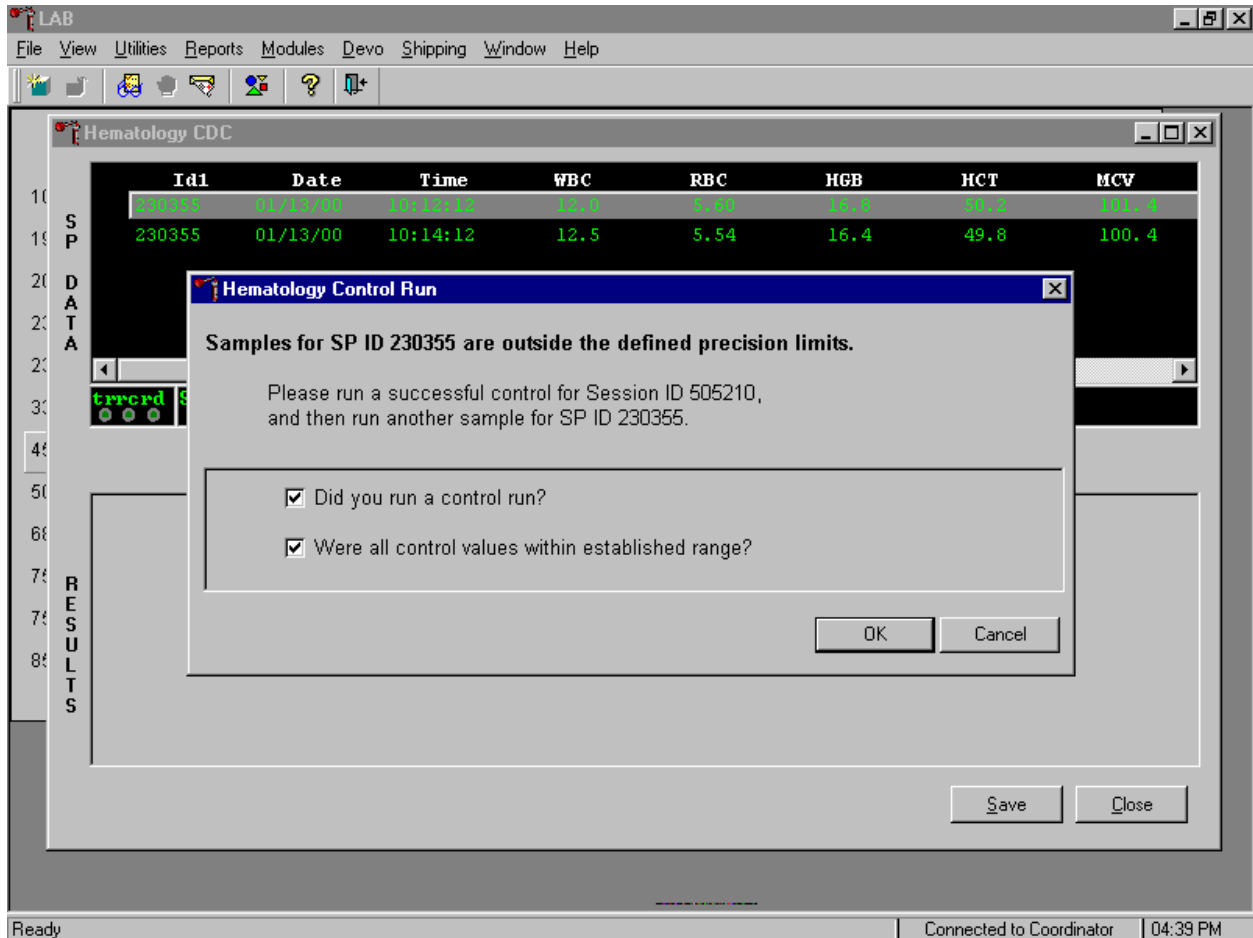 LAB
File View Utilities Reports Modules Devo Shipping Window Help
Hematology CDC
Id1 Date Time WBC RBC HGB HCT MCV
230355 01/13/00 10:12:12 12.0 5.60 16.8 50.2 101.4
230355 01/13/00 10:14:12 12.5 5.54 16.4 49.8 100.4
SP DATA
Hematology Control Run
Samples for SP ID 230355 are outside the defined precision limits.
Please run a successful control for Session ID 505210,
and then run another sample for SP ID 230355.
trrcrd
Did you run a control run?
Were all control values within established range?
OK Cancel
RESULTS
Save Close
Ready Connected to Coordinator 04:39 PM